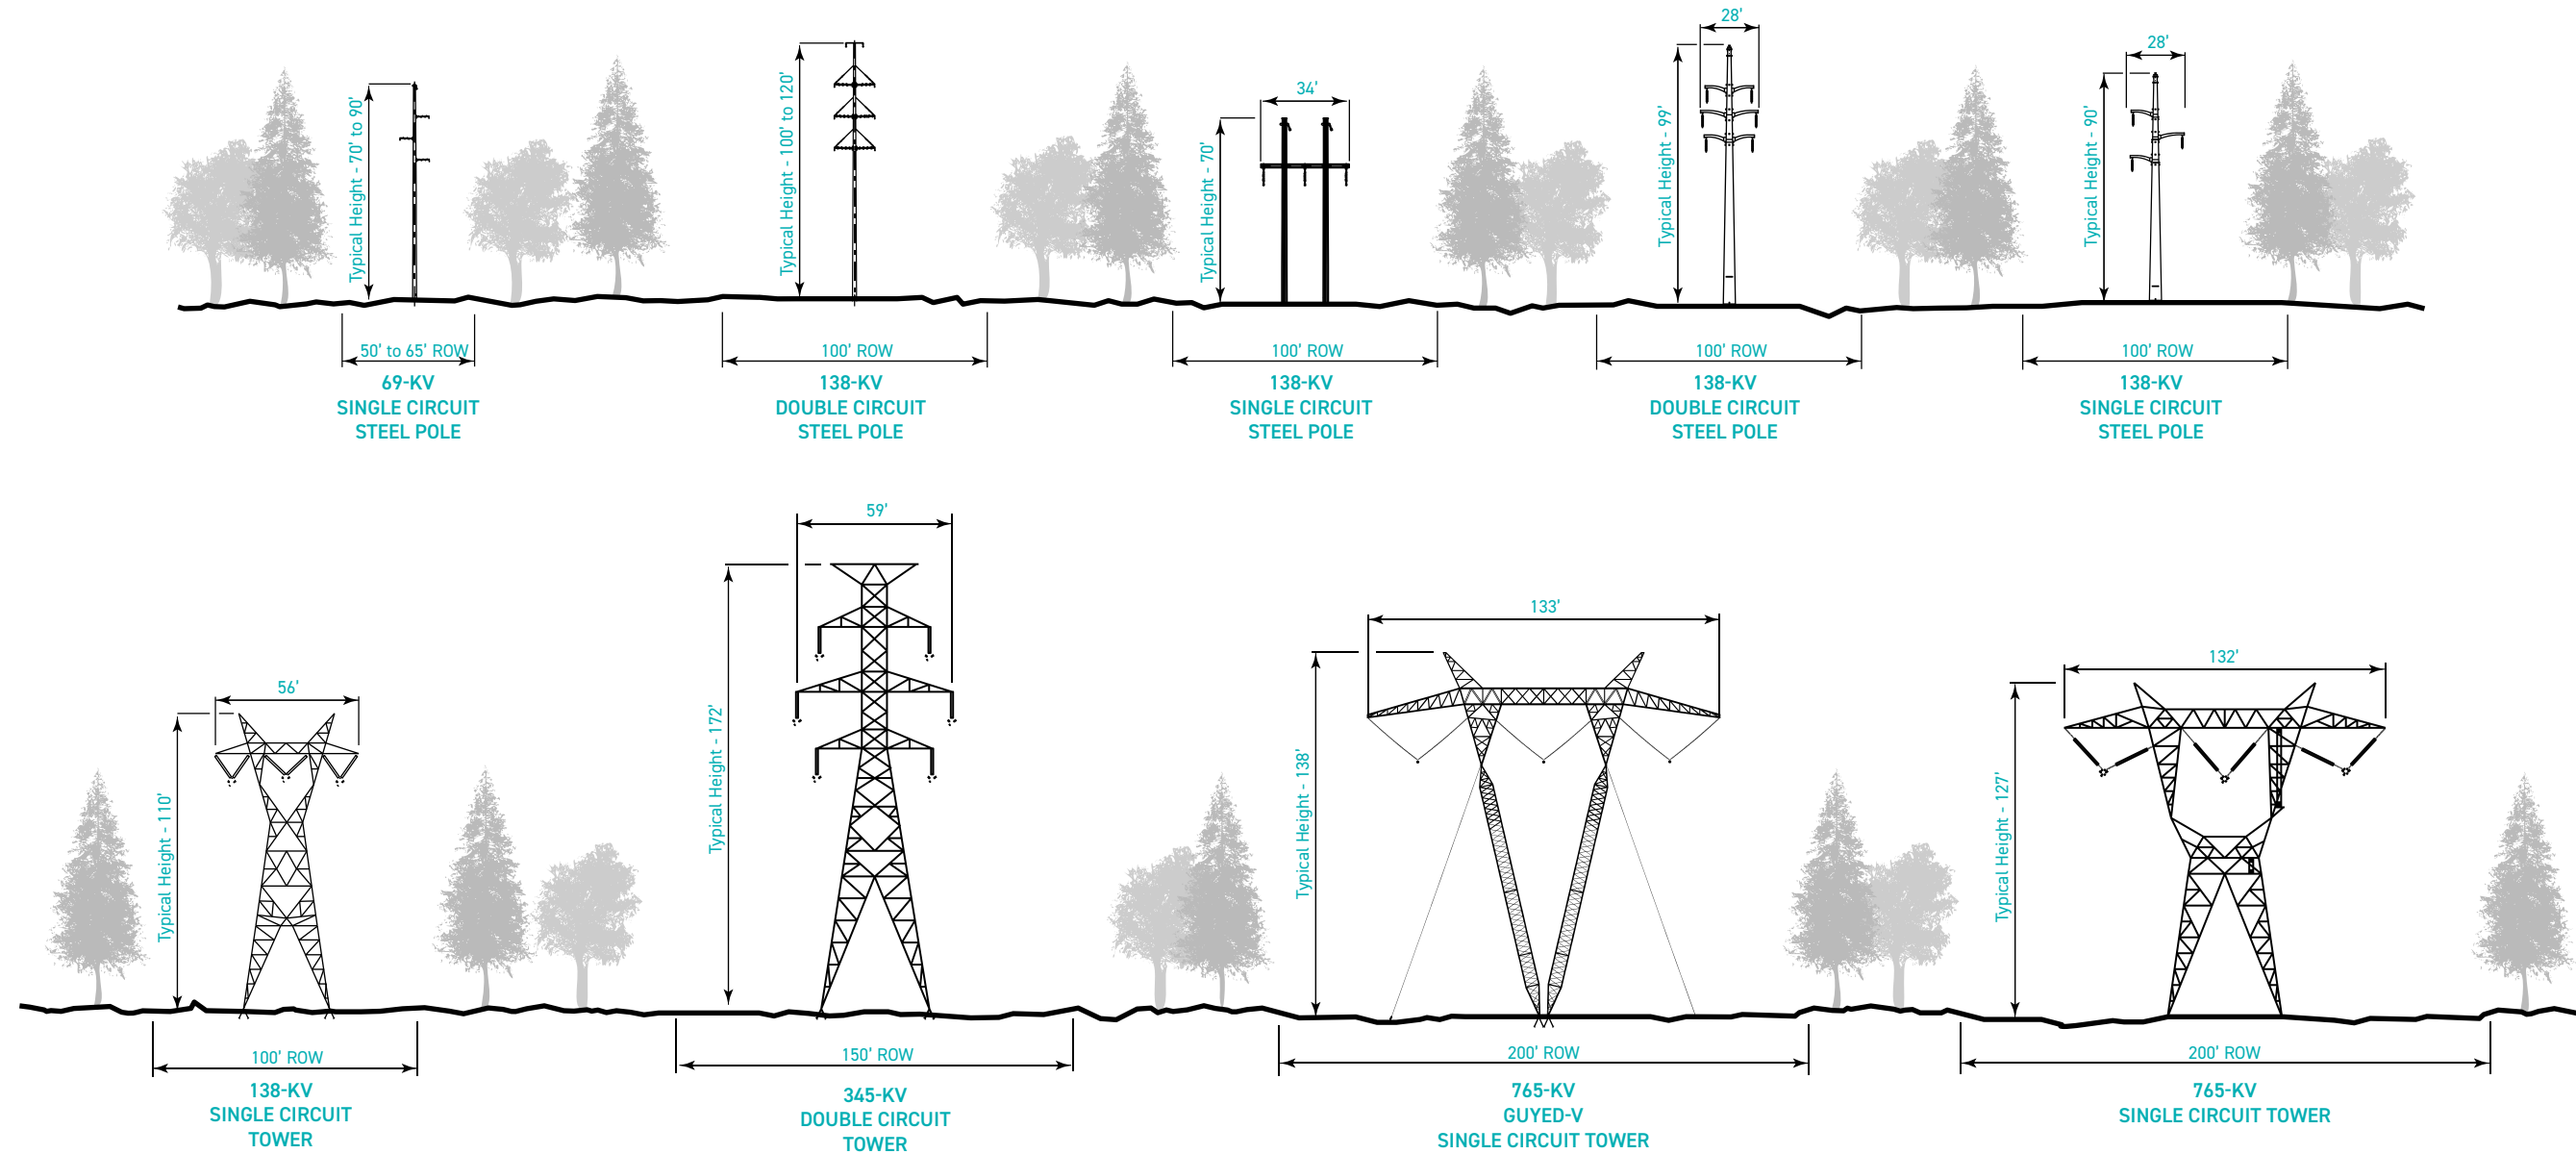 Typical Height - 70' to 90'
50' to 65' ROW
69-KV
SINGLE CIRCUIT
STEEL POLE
Typical Height - 100' to 120'
100' ROW
138-KV
DOUBLE CIRCUIT
STEEL POLE
34'
Typical Height - 70'
100' ROW
138-KV
SINGLE CIRCUIT
STEEL POLE
28'
Typical Height - 99'
100' ROW
138-KV
DOUBLE CIRCUIT
STEEL POLE
28'
Typical Height - 90'
100' ROW
138-KV
SINGLE CIRCUIT
STEEL POLE
56'
Typical Height - 110'
100' ROW
138-KV
SINGLE CIRCUIT
TOWER
59'
Typical Height - 172'
150' ROW
345-KV
DOUBLE CIRCUIT
TOWER
133'
Typical Height - 138'
200' ROW
765-KV
GUYED-V
SINGLE CIRCUIT TOWER
132'
Typical Height - 127'
200' ROW
765-KV
SINGLE CIRCUIT TOWER